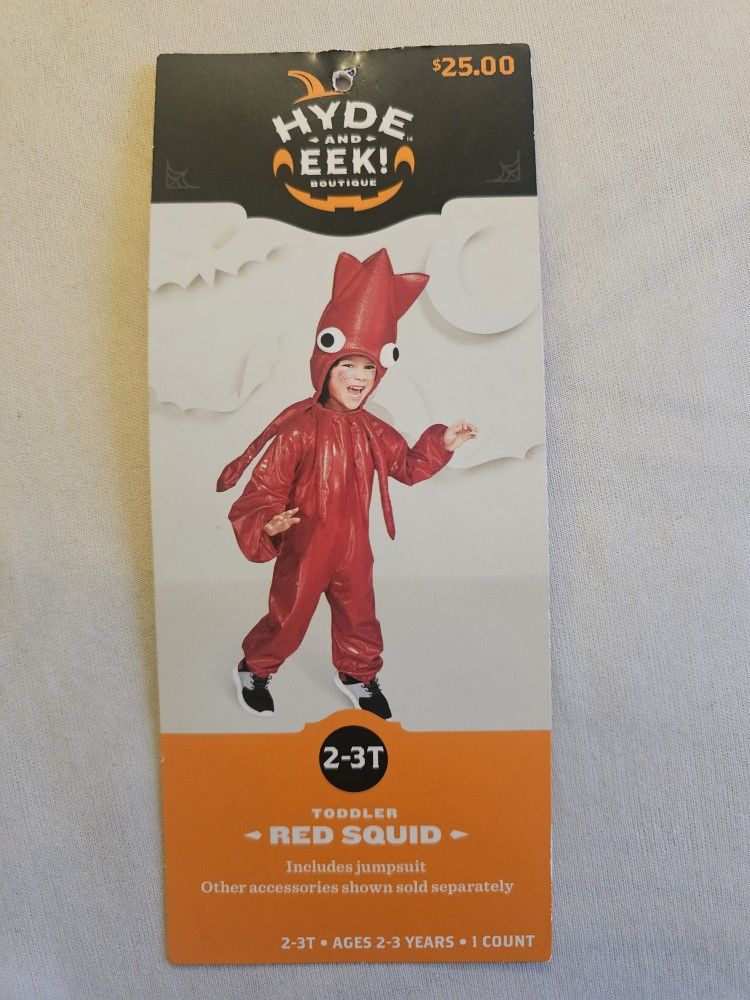 $25.00
HYDE
AND
EEK!
BOUTIQUE
2-3T
TODDLER
RED SQUID
Includes jumpsuit
Other accessories shown sold separately
2-3T • AGES 2-3 YEARS • 1 COUNT